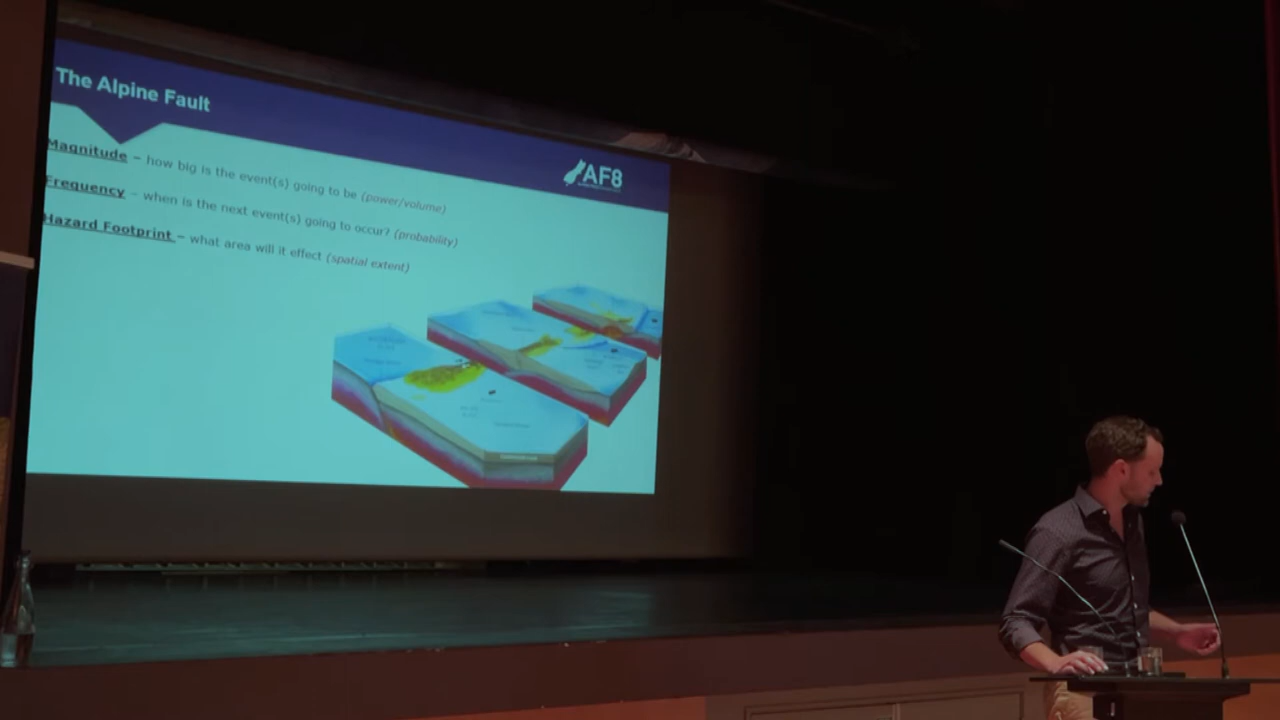 The Alpine Fault
AF8
Magnitude – how big is the event(s) going to be (power/volume)
Frequency – when is the next event(s) going to occur? (probability)
Hazard Footprint – what area will it effect (spatial extent)